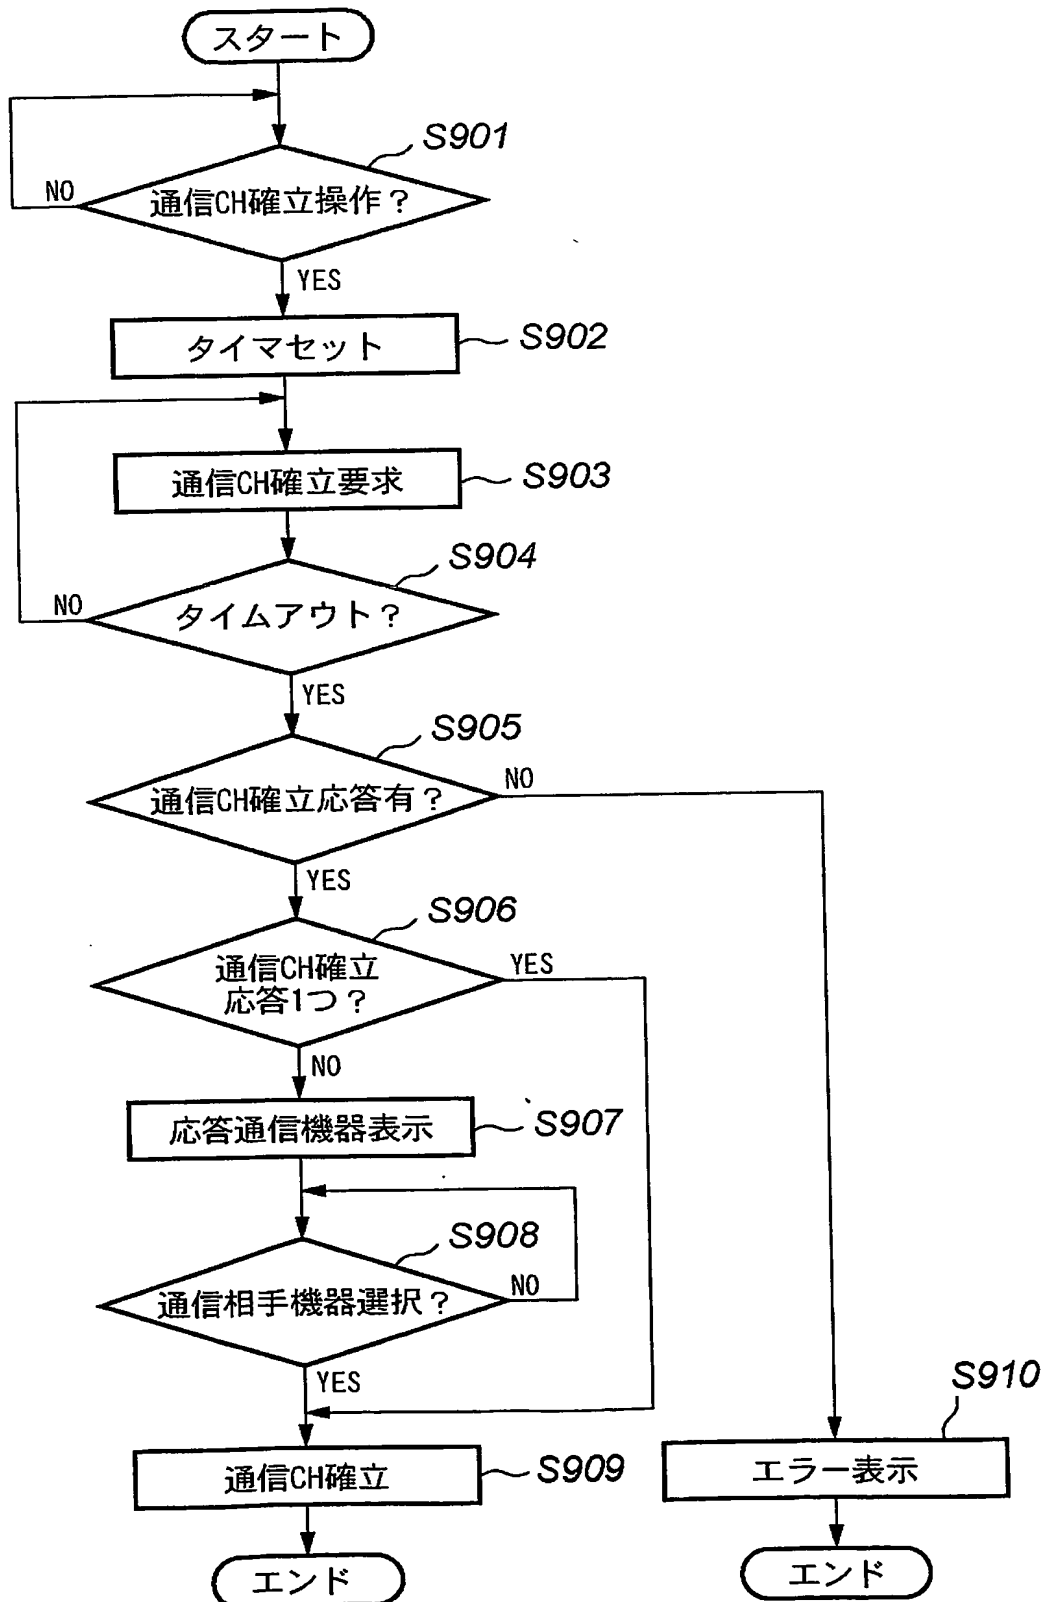 スタート
S901
通信CH確立操作?
NO
YES
タイマセット
S902
通信CH確立要求
S903
S904
タイムアウト?
NO
YES
S905
通信CH確立応答有?
NO
YES
S906
通信CH確立
応答1つ?
YES
NO
応答通信機器表示
S907
S908
通信相手機器選択?
NO
YES
S910
通信CH確立
S909
エラー表示
エンド
エンド